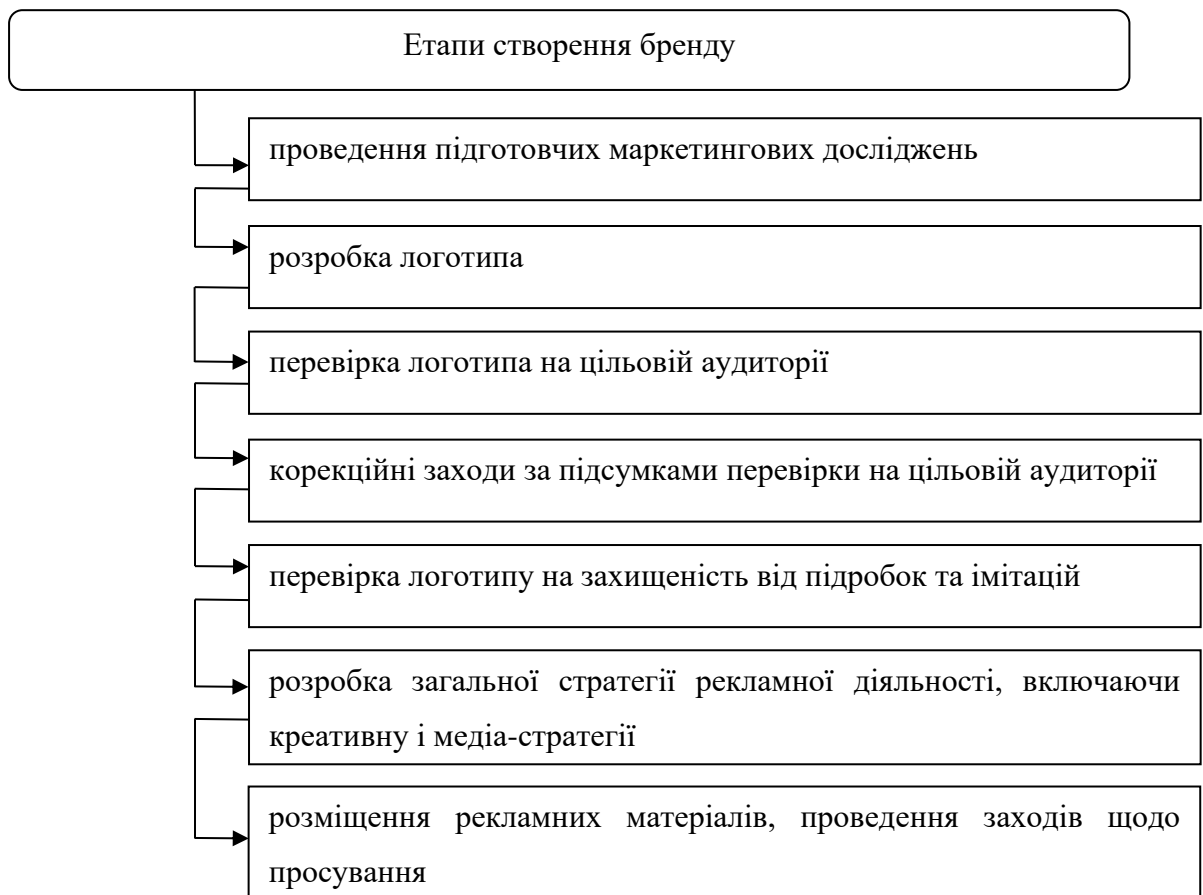 Етапи створення бренду
проведення підготовчих маркетингових досліджень
розробка логотипа
перевірка логотипа на цільовій аудиторії
корекційні заходи за підсумками перевірки на цільовій аудиторії
перевірка логотипу на захищеність від підробок та імітацій
розробка загальної стратегії рекламної діяльності, включаючи
креативну і медіа-стратегії
розміщення рекламних матеріалів, проведення заходів щодо
просування